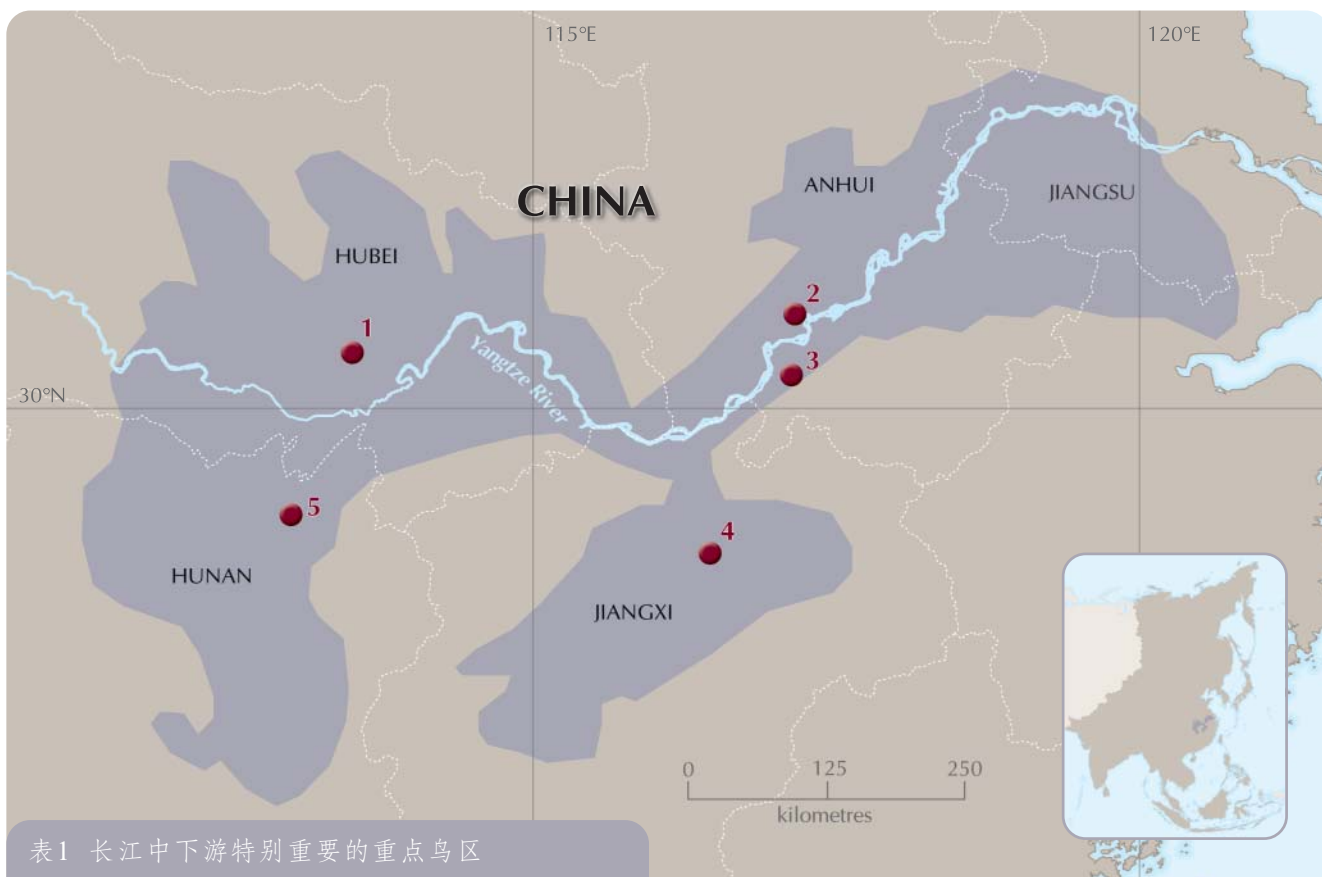 115°E
120°E
CHINA
ANHUI
JIANGSU
HUBEI
2
1
Yangtze River
3
30°N
5
4
HUNAN
JIANGXI
0 125 250
kilometres
表1 长江中下游特别重要的重点鸟区